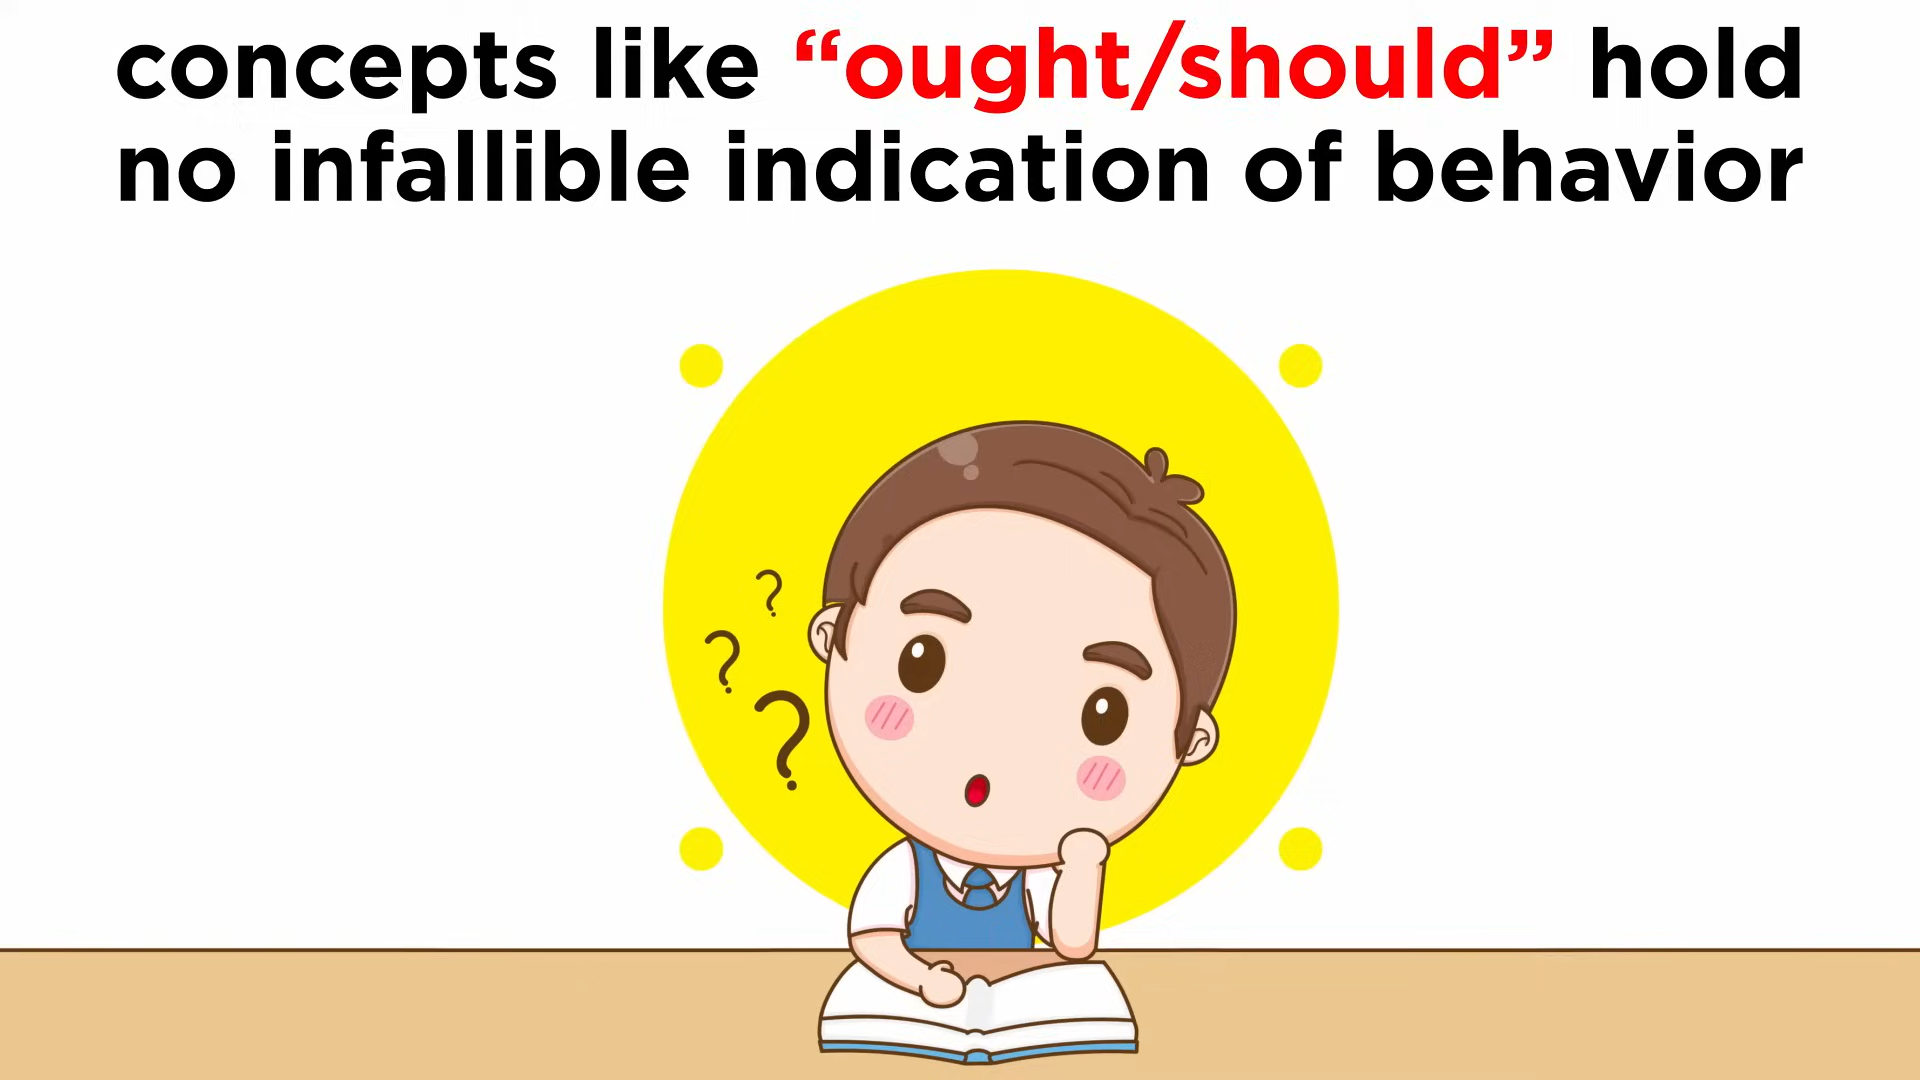 concepts like “ought/should” hold
no infallible indication of behavior
?
?
?